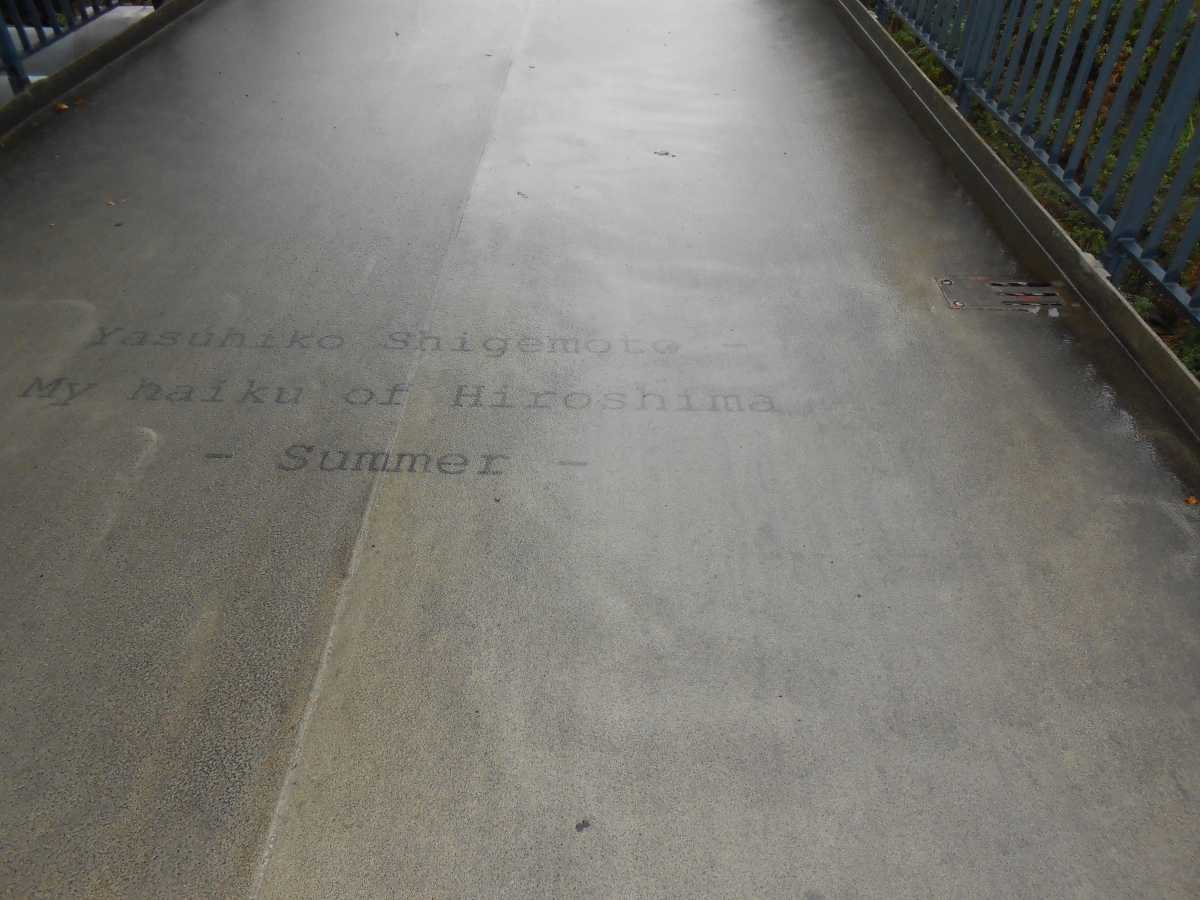 Yasuhiko Shigemoto -
My haiku of Hiroshima
- Summer -